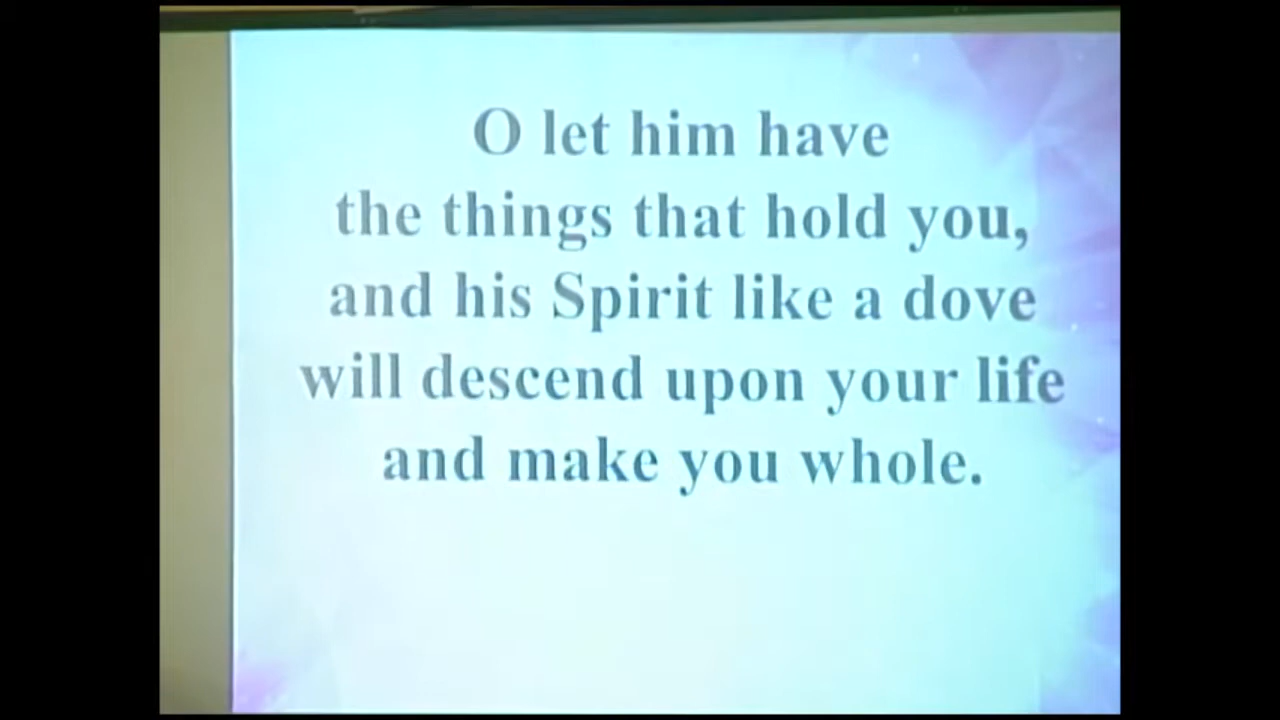 O let him have
the things that hold you,
and his Spirit like a dove
will descend upon your life
and make you whole.